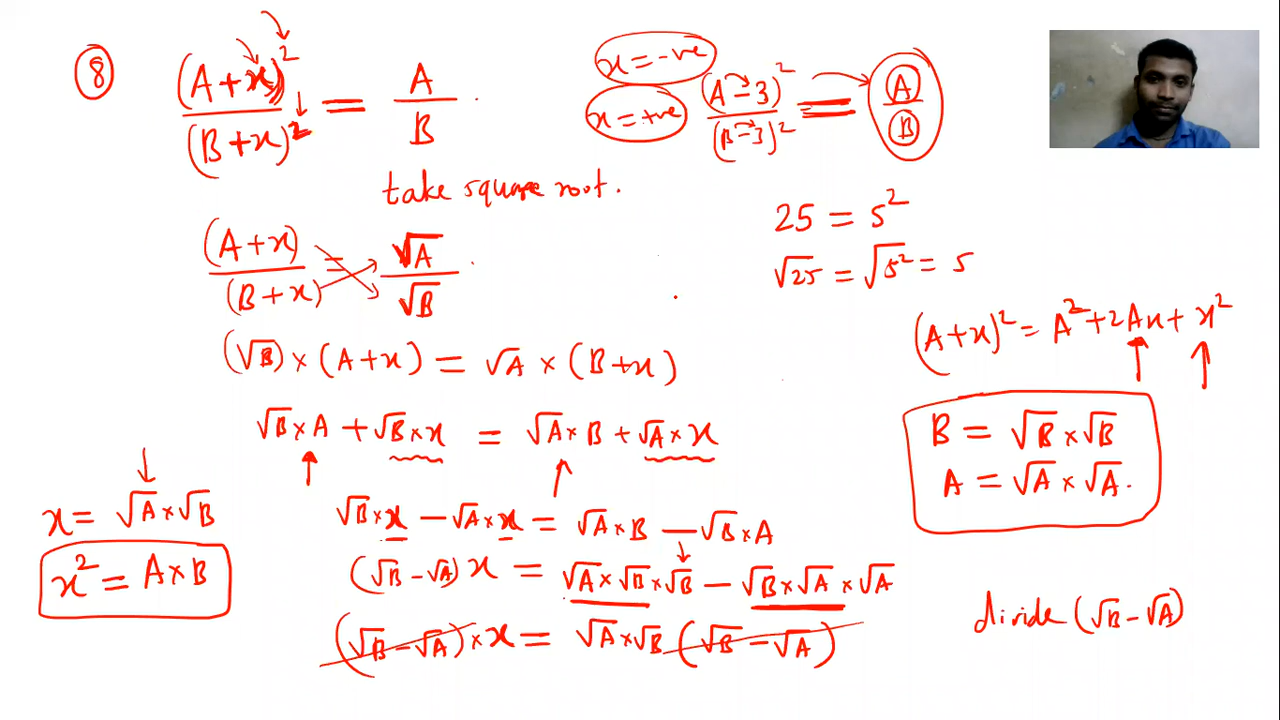 8 (A+x)² / (B+x)² = A / B
take square root.
(A+x) / (B+x) = √A / √B
(√B) × (A+x) = √A × (B+x)
√B×A + √B×x = √A×B + √A×x
√B×x − √A×x = √A×B − √B×A
(√B − √A) x = √A×√B×√B − √B×√A ×√A
(√B − √A) × x = √A×√B (√B − √A)
x = √A×√B
x² = A×B
x = -ve
x = +ve
(A−3)² / (B−3)² = A / B
25 = 5²
√25 = √5² = 5
(A+x)² = A² + 2Ax + x²
B = √B × √B
A = √A × √A.
divide (√B − √A)